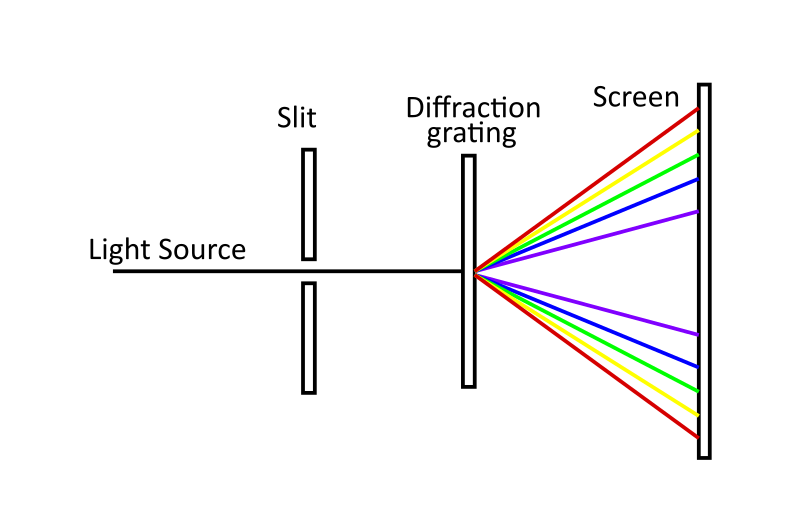 Slit
Diffraction
grating
Screen
Light Source